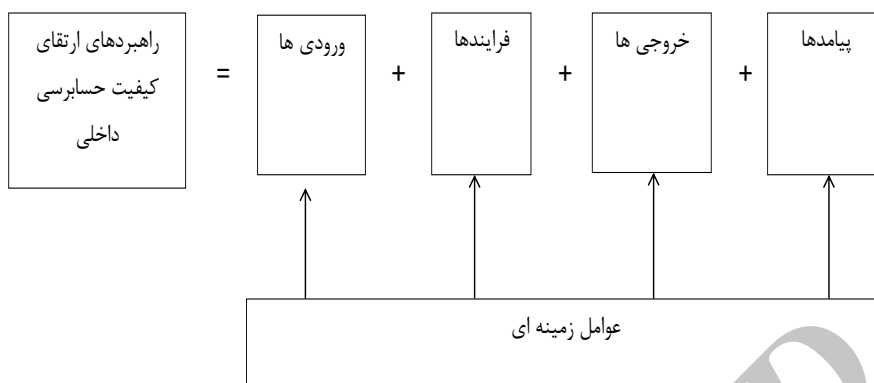 راهبردهای ارتقای
کیفیت حسابرسی
داخلی
=
ورودی ها
+
فرایندها
+
خروجی ها
+
پیامدها
عوامل زمینه ای